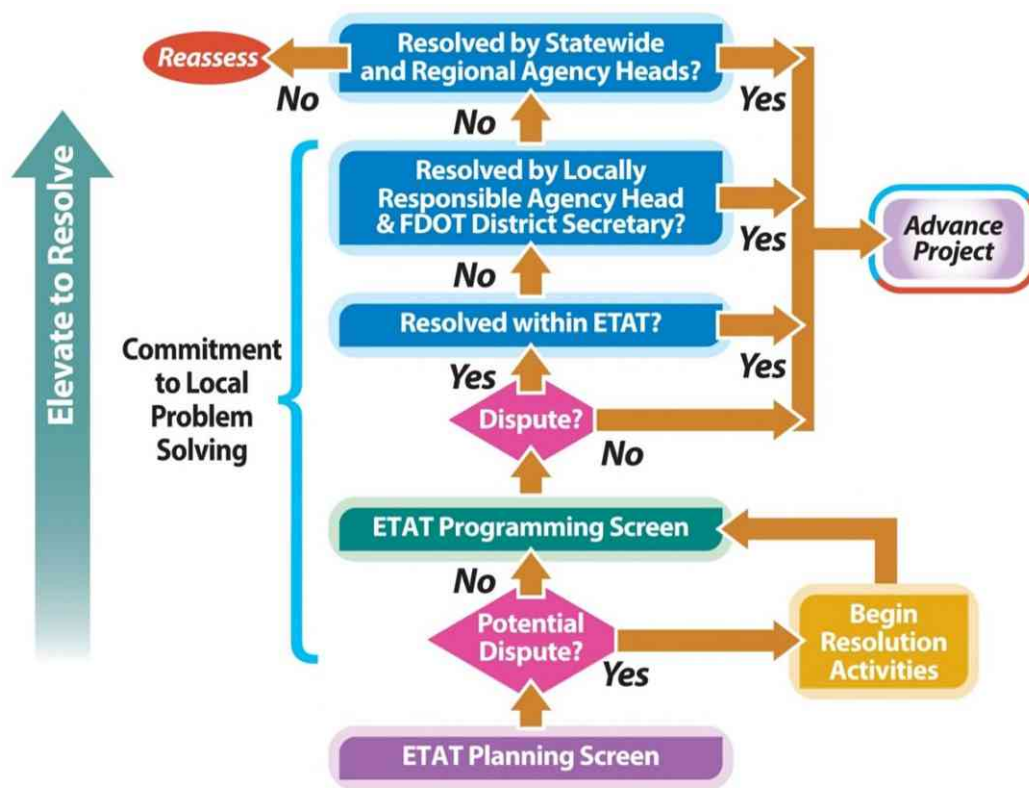 Reassess
Resolved by Statewide
and Regional Agency Heads?
No
Yes
No
Elevate to Resolve
Resolved by Locally
Responsible Agency Head
& FDOT District Secretary?
Yes
Advance
Project
No
Resolved within ETAT?
Commitment
to Local
Problem
Solving
Yes
Yes
Dispute?
No
ETAT Programming Screen
No
Potential
Dispute?
Yes
Begin
Resolution
Activities
ETAT Planning Screen